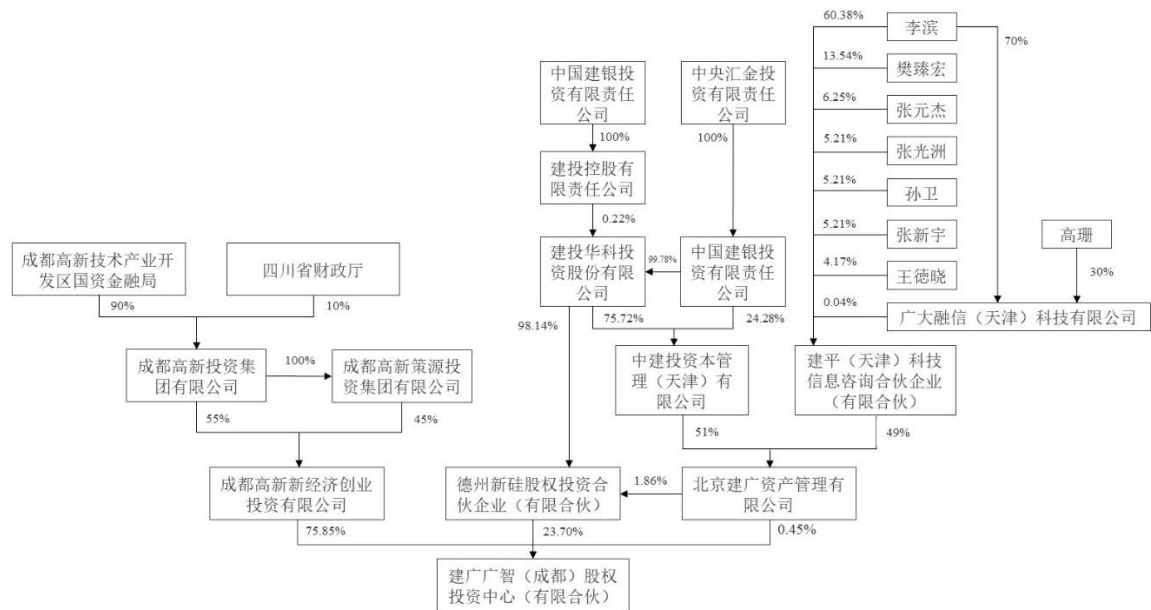 60.38%
李滨
70%
13.54%
樊臻宏
中国建银投
资有限责任
公司
中央汇金投
资有限责任
公司
6.25%
张元杰
100%
100%
5.21%
张光洲
建投控股有
限责任公司
5.21%
孙卫
0.22%
5.21%
张新宇
高珊
成都高新技术产业开
发区国资金融局
四川省财政厅
建投华科投
资股份有限
公司
99.78%
中国建银投
资有限责任
公司
4.17%
王德晓
30%
90%
10%
0.04%
广大融信（天津）科技有限公司
98.14%
75.72%
24.28%
成都高新投资集
团有限公司
100%
成都高新策源投
资集团有限公司
中建投资本管
理（天津）有
限公司
建平（天津）科技
信息咨询合伙企业
（有限合伙）
55%
45%
51%
49%
成都高新新经济创业
投资有限公司
德州新硅股权投资合
伙企业（有限合伙）
1.86%
北京建广资产管理有
限公司
75.85%
23.70%
0.45%
建广广智（成都）股权
投资中心（有限合伙）